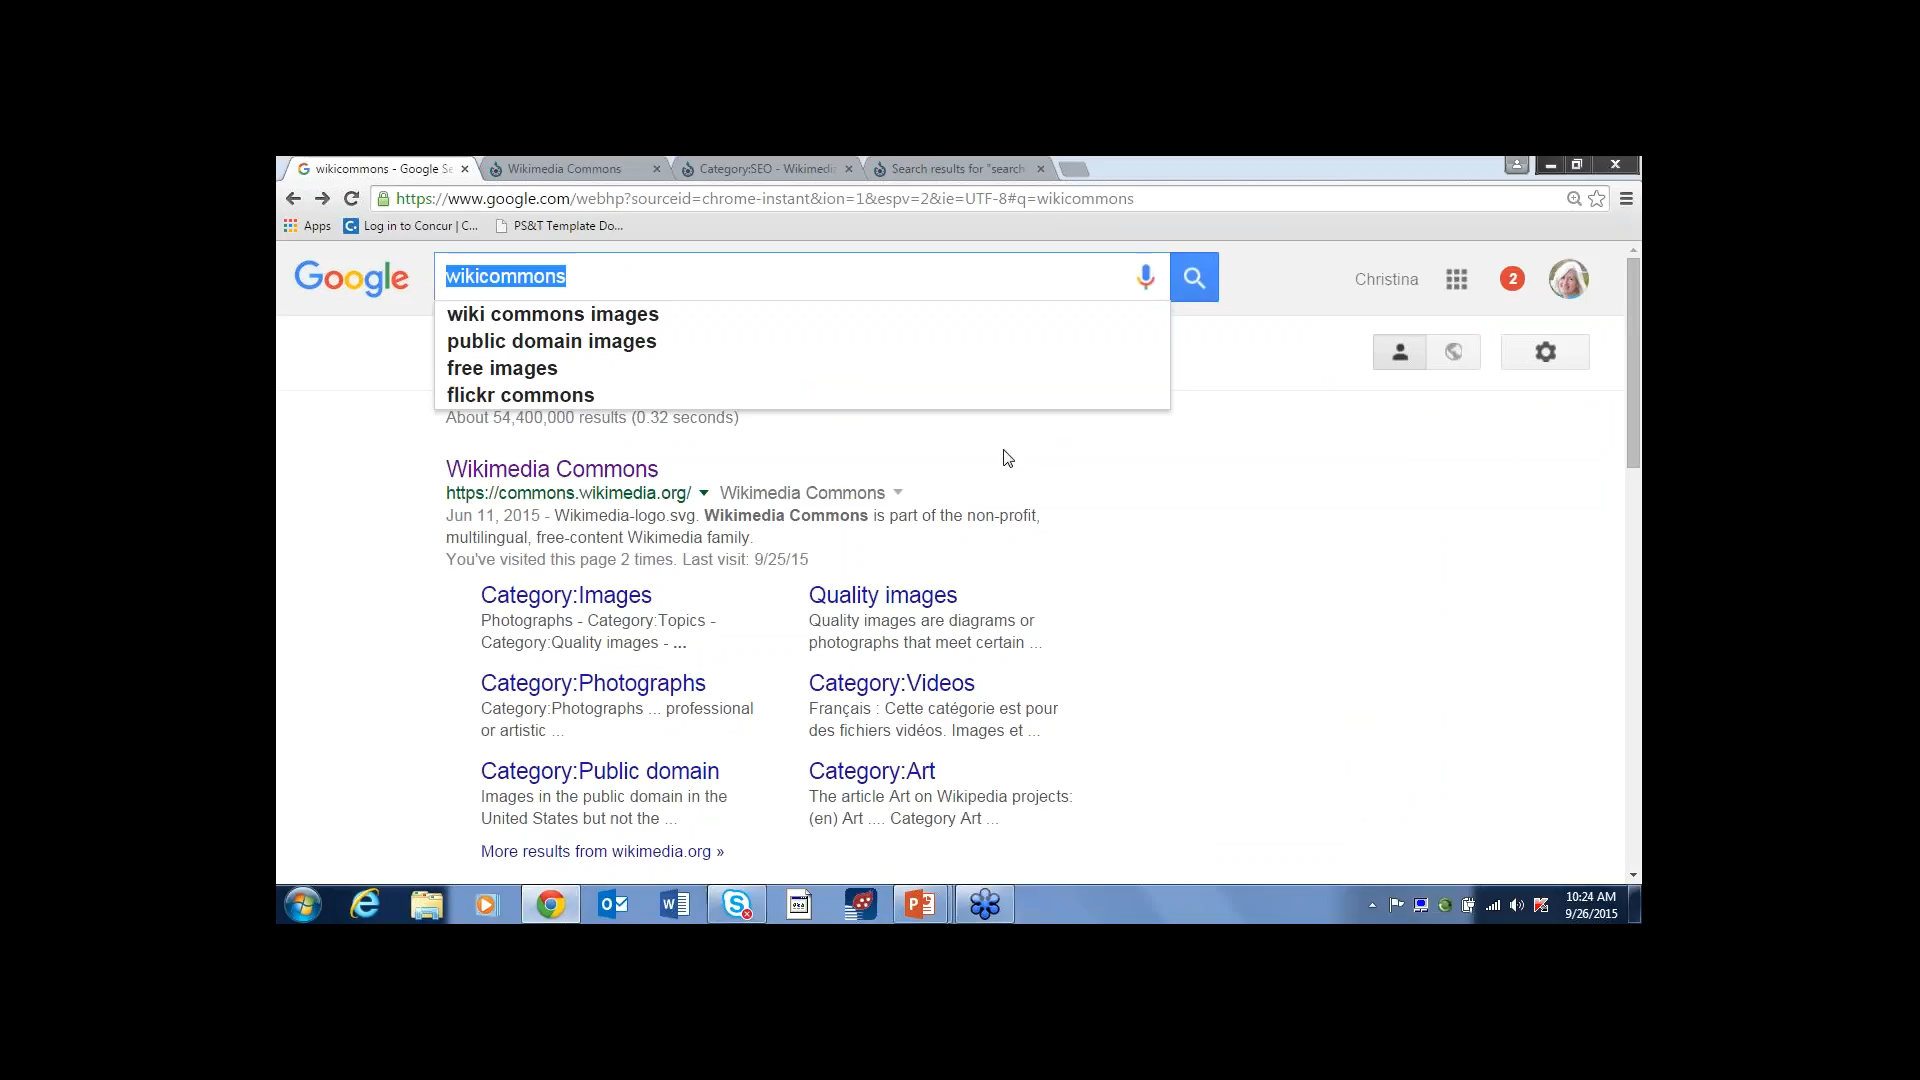 wikicommons - Google Se
Wikimedia Commons
Category:SEO - Wikimedia
Search results for "search
https://www.google.com/webhp?sourceid=chrome-instant&ion=1&espv=2&ie=UTF-8#q=wikicommons
Apps
Log in to Concur | C...
PS&T Template Do...
Google
wikicommons
Christina
2
wiki commons images
public domain images
free images
flickr commons
About 54,400,000 results (0.32 seconds)
Wikimedia Commons
https://commons.wikimedia.org/ Wikimedia Commons
Jun 11, 2015 - Wikimedia-logo.svg. Wikimedia Commons is part of the non-profit,
multilingual, free-content Wikimedia family.
You've visited this page 2 times. Last visit: 9/25/15
Category:Images
Photographs - Category:Topics -
Category:Quality images - ...
Quality images
Quality images are diagrams or
photographs that meet certain ...
Category:Photographs
Category:Photographs ... professional
or artistic ...
Category:Videos
Français : Cette catégorie est pour
des fichiers vidéos. Images et ...
Category:Public domain
Images in the public domain in the
United States but not the ...
Category:Art
The article Art on Wikipedia projects:
(en) Art .... Category Art ...
More results from wikimedia.org »
10:24 AM
9/26/2015